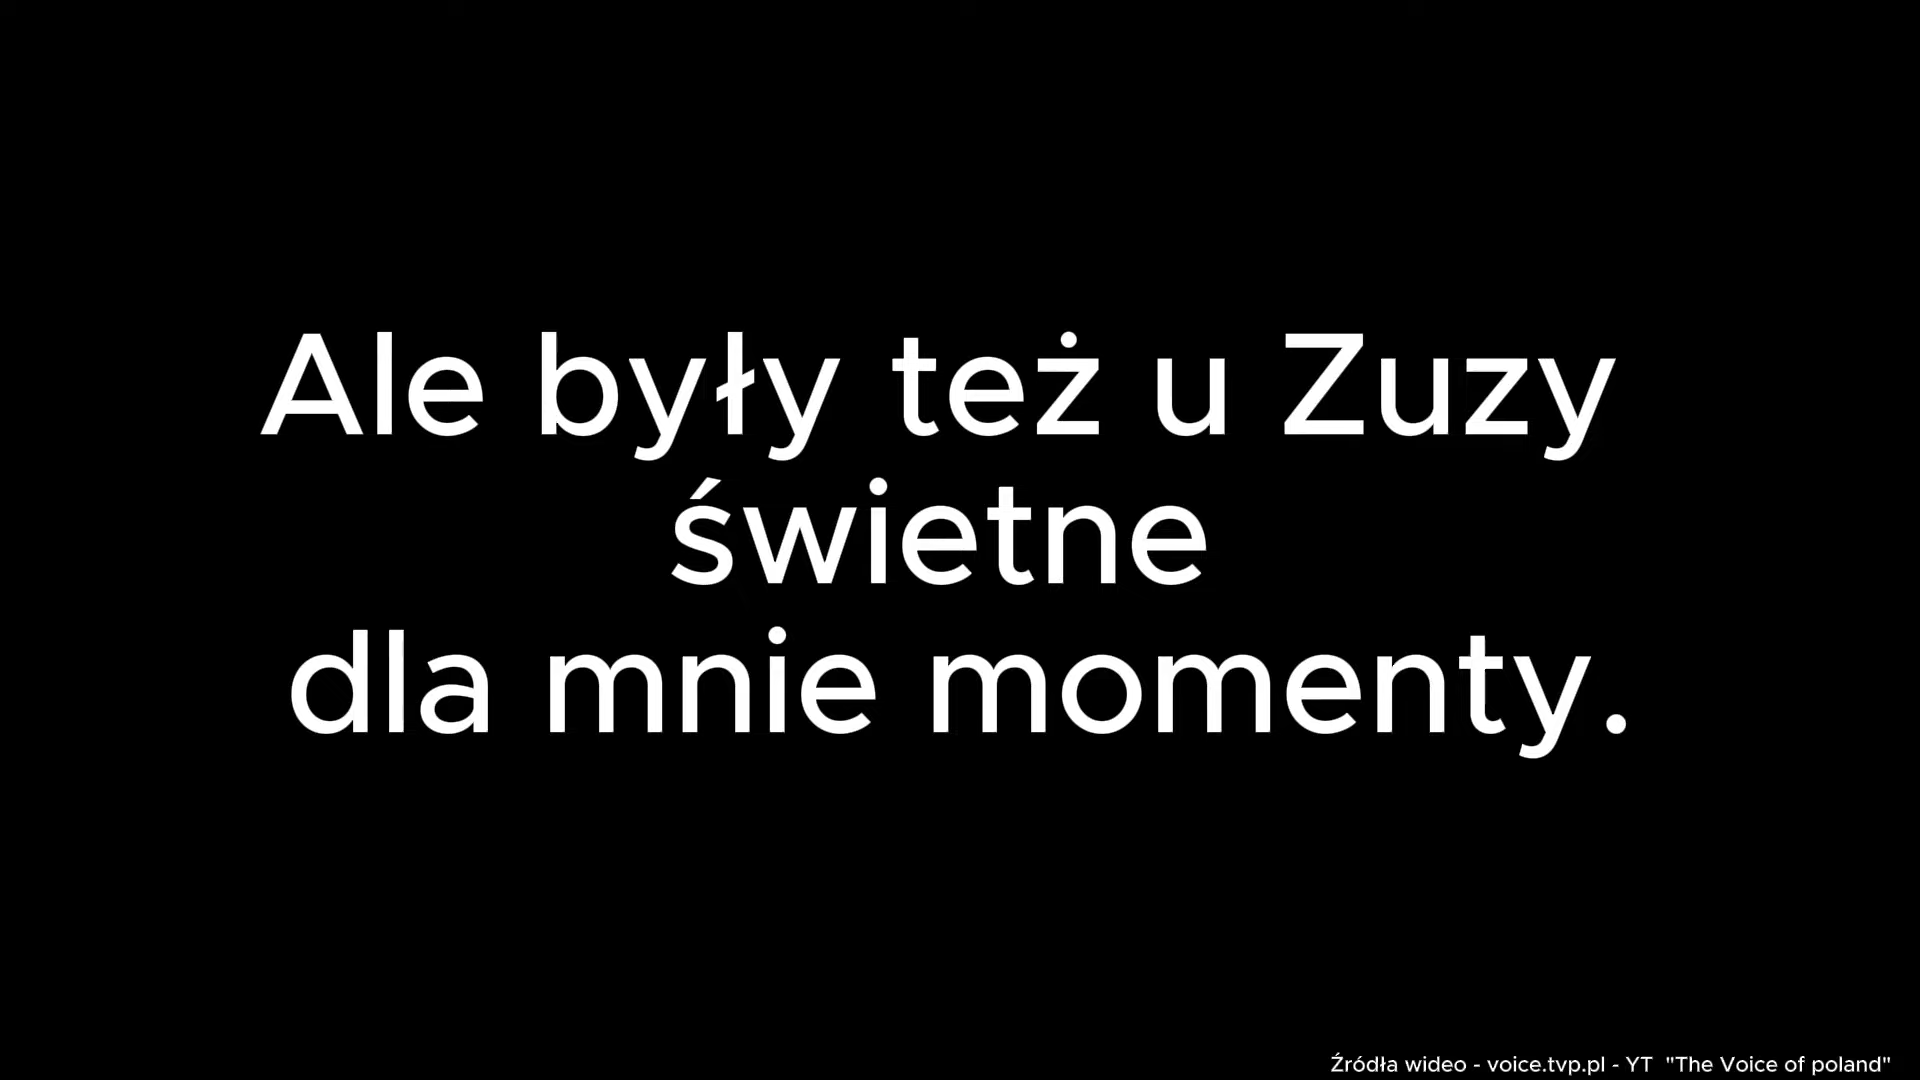 Ale były też u Zuzy
świetne
dla mnie momenty.
Źródła wideo - voice.tvp.pl - YT "The Voice of poland"